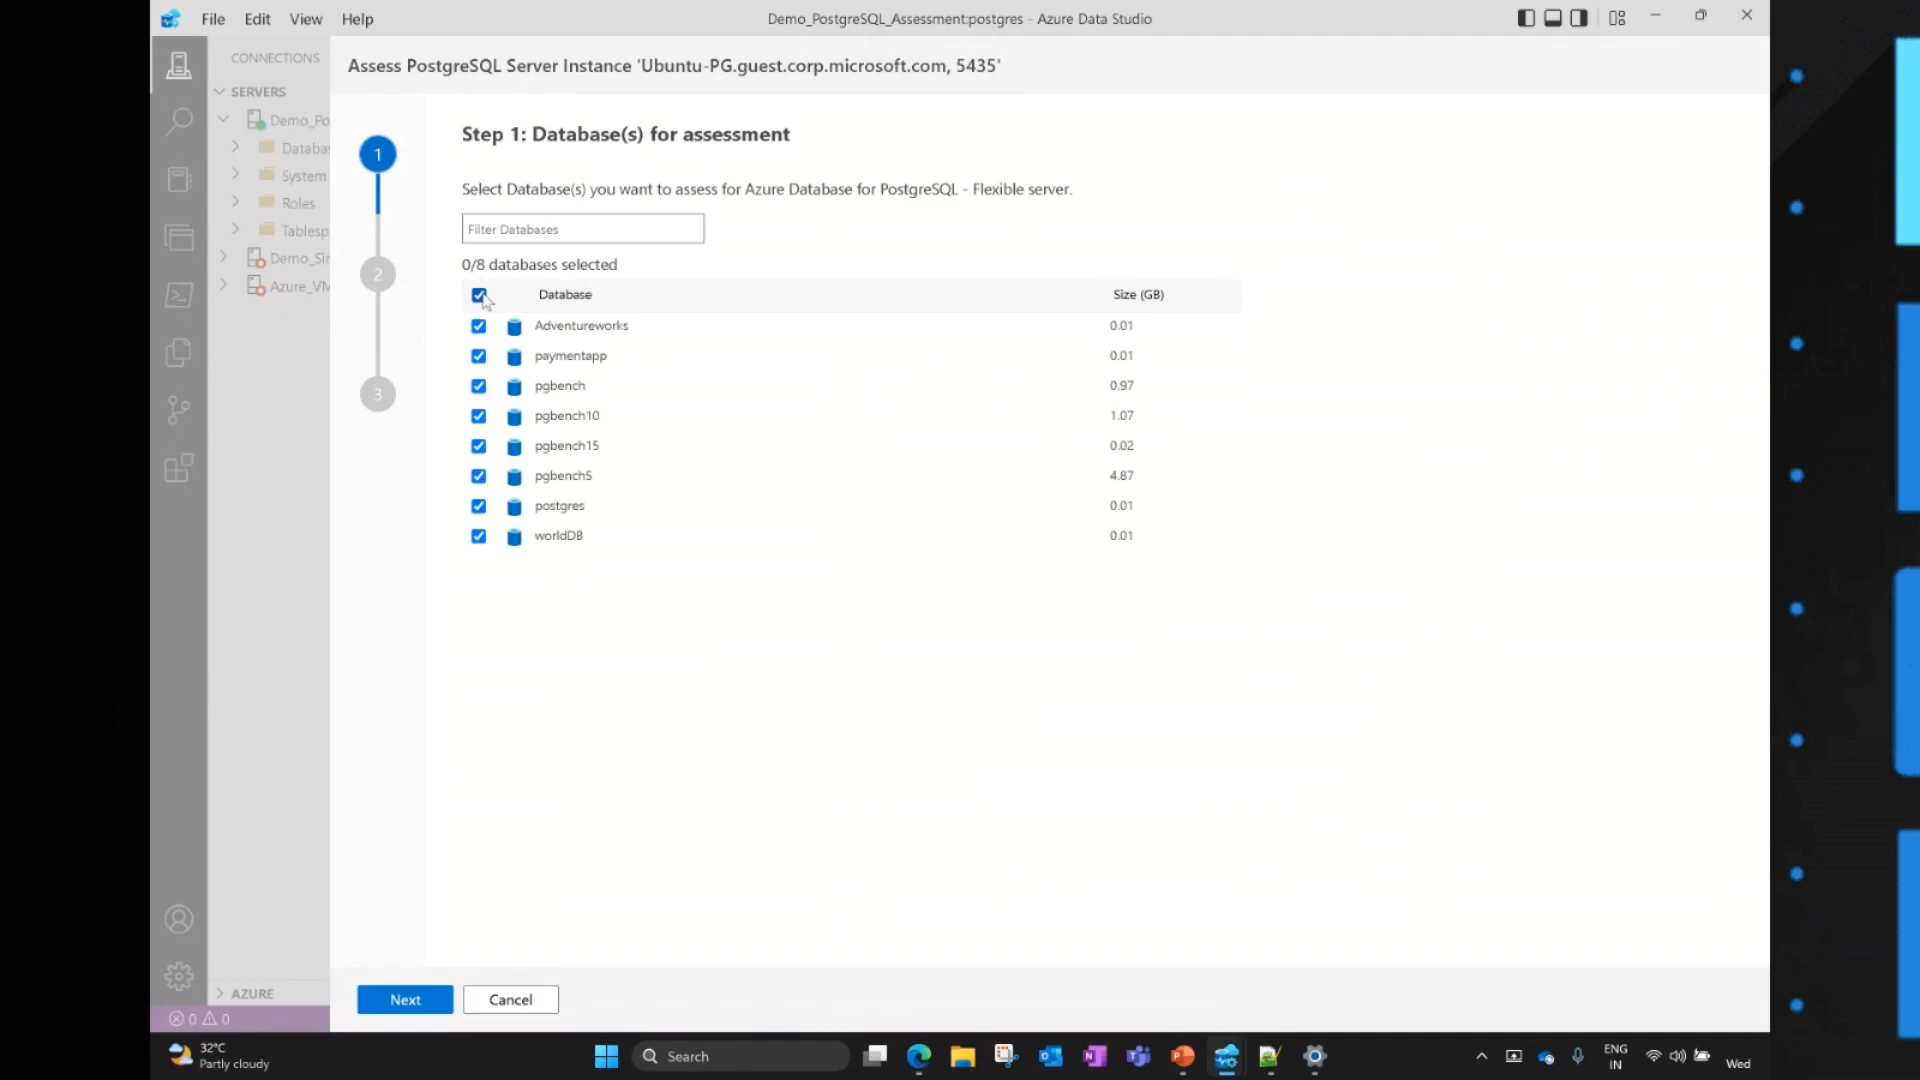 File Edit View Help
Demo_PostgreSQL_Assessment:postgres - Azure Data Studio
CONNECTIONS
SERVERS
Demo_Po
Databa
System
Roles
Tablesp
Demo_Sin
Azure_VM
AZURE
0 0
Assess PostgreSQL Server Instance 'Ubuntu-PG.guest.corp.microsoft.com, 5435'
1
2
3
Step 1: Database(s) for assessment
Select Database(s) you want to assess for Azure Database for PostgreSQL - Flexible server.
Filter Databases
0/8 databases selected
Database Size (GB)
Adventureworks 0.01
paymentapp 0.01
pgbench 0.97
pgbench10 1.07
pgbench15 0.02
pgbench5 4.87
postgres 0.01
worldDB 0.01
Next Cancel
32°C
Partly cloudy
Search
ENG
IN
Wed